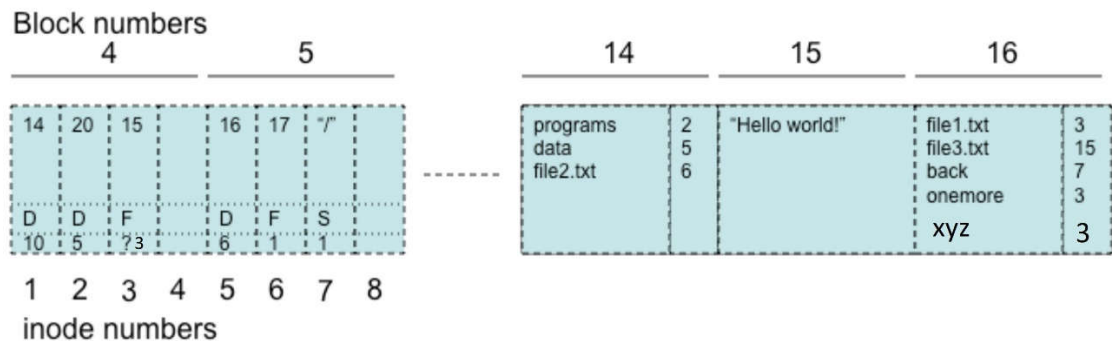 Block numbers
4 5 14 15 16
14 20 15 16 17 "/" programs 2 "Hello world!" file1.txt 3
data 5 file3.txt 15
file2.txt 6 back 7
onemore 3
D D F D F S xyz 3
10 5 ?3 6 1 1
1 2 3 4 5 6 7 8
inode numbers